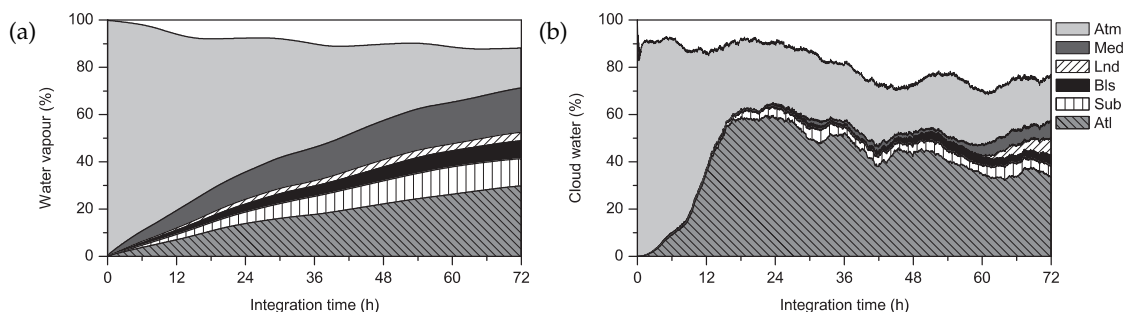 (a)
Water vapour (%)
100
80
60
40
20
0
0 12 24 36 48 60 72
Integration time (h)
(b)
Cloud water (%)
100
80
60
40
20
0
0 12 24 36 48 60 72
Integration time (h)
Atm
Med
Lnd
Bls
Sub
Atl